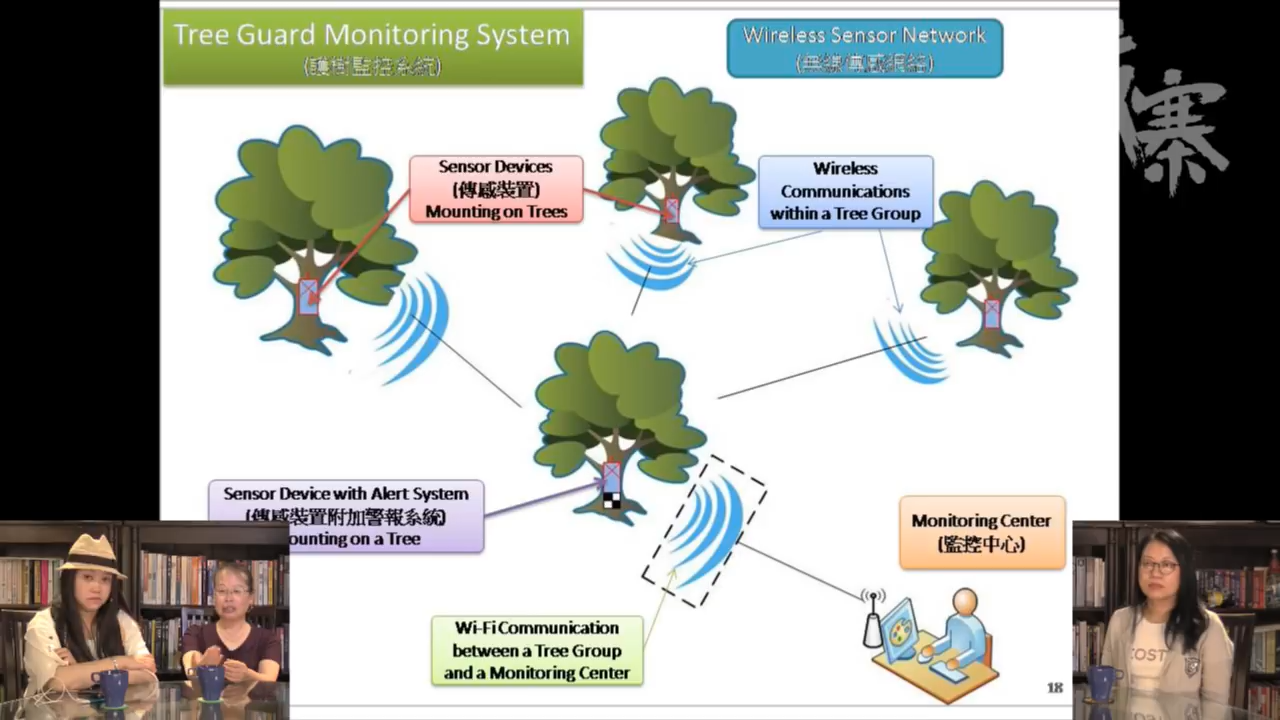 Tree Guard Monitoring System
(護樹監控系統)
Wireless Sensor Network
(無線傳感網絡)
寨
Sensor Devices
(傳感裝置)
Mounting on Trees
Wireless
Communications
within a Tree Group
Sensor Device with Alert System
(傳感裝置附加警報系統)
ounting on a Tree
Monitoring Center
(監控中心)
Wi-Fi Communication
between a Tree Group
and a Monitoring Center
18
COST